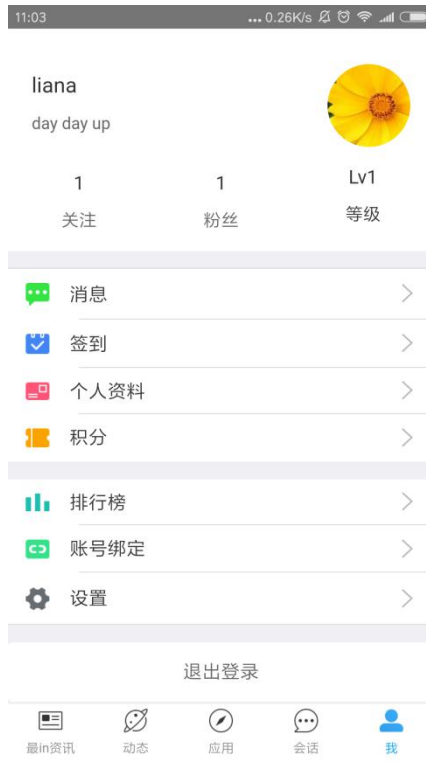 11:03 ... 0.26K/s
liana
day day up
1 1 Lv1
关注 粉丝 等级
消息
签到
个人资料
积分
排行榜
账号绑定
设置
退出登录
最in资讯 动态 应用 会话 我